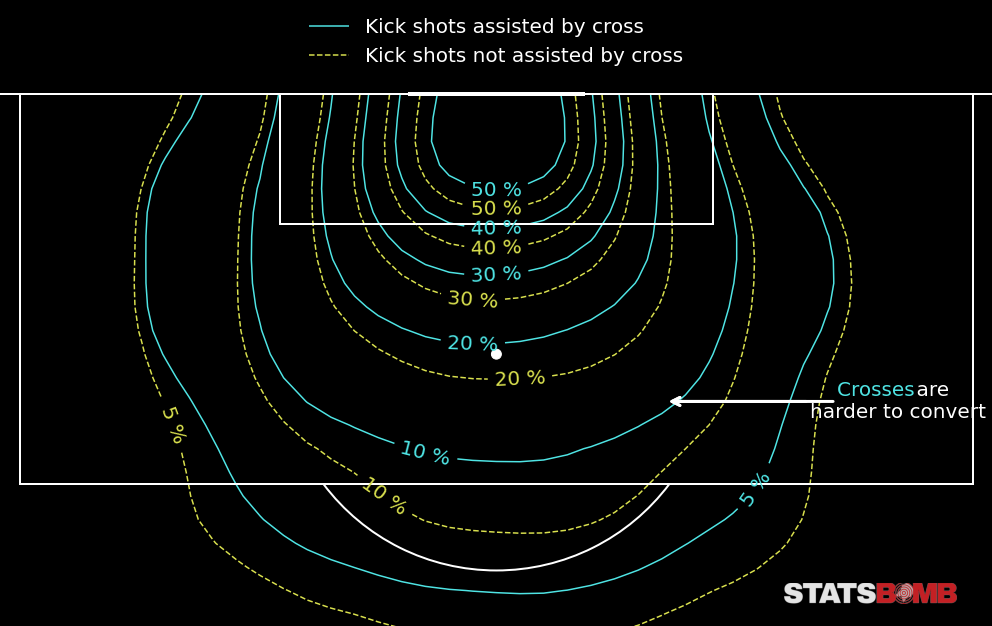 Kick shots assisted by cross
Kick shots not assisted by cross
50 %
50 %
40 %
40 %
30 %
30 %
20 %
20 %
Crosses are
harder to convert
5 %
10 %
10 %
5 %
STATSBOMB